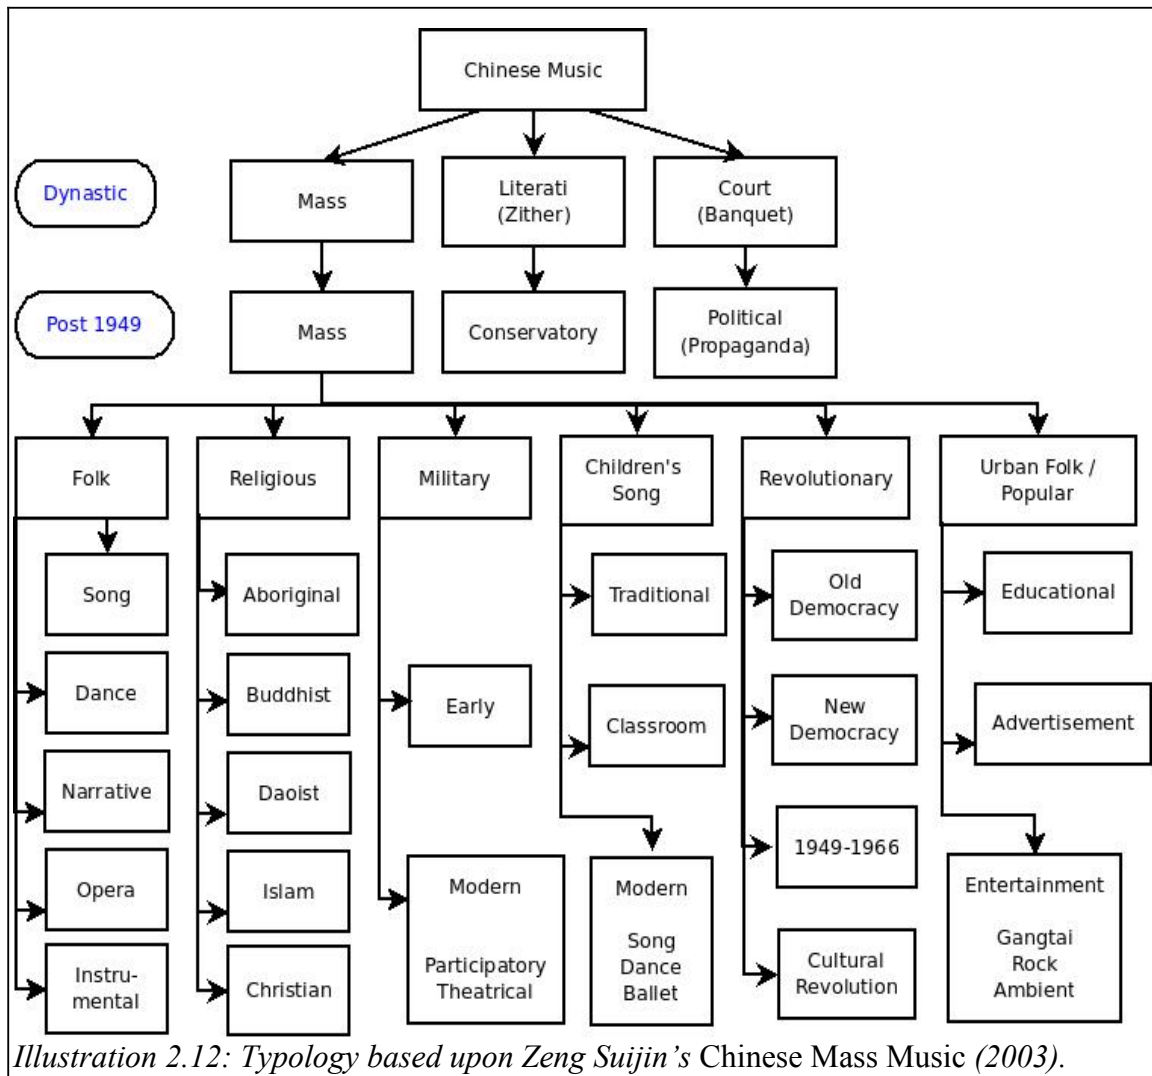 Chinese Music
Dynastic
Mass
Literati
(Zither)
Court
(Banquet)
Post 1949
Mass
Conservatory
Political
(Propaganda)
Folk
Religious
Military
Children's
Song
Revolutionary
Urban Folk /
Popular
Song
Dance
Narrative
Opera
Instru-
mental
Aboriginal
Buddhist
Daoist
Islam
Christian
Early
Modern
Participatory
Theatrical
Traditional
Classroom
Modern
Song
Dance
Ballet
Old
Democracy
New
Democracy
1949-1966
Cultural
Revolution
Educational
Advertisement
Entertainment
Gangtai
Rock
Ambient
Illustration 2.12: Typology based upon Zeng Suijin’s Chinese Mass Music (2003).